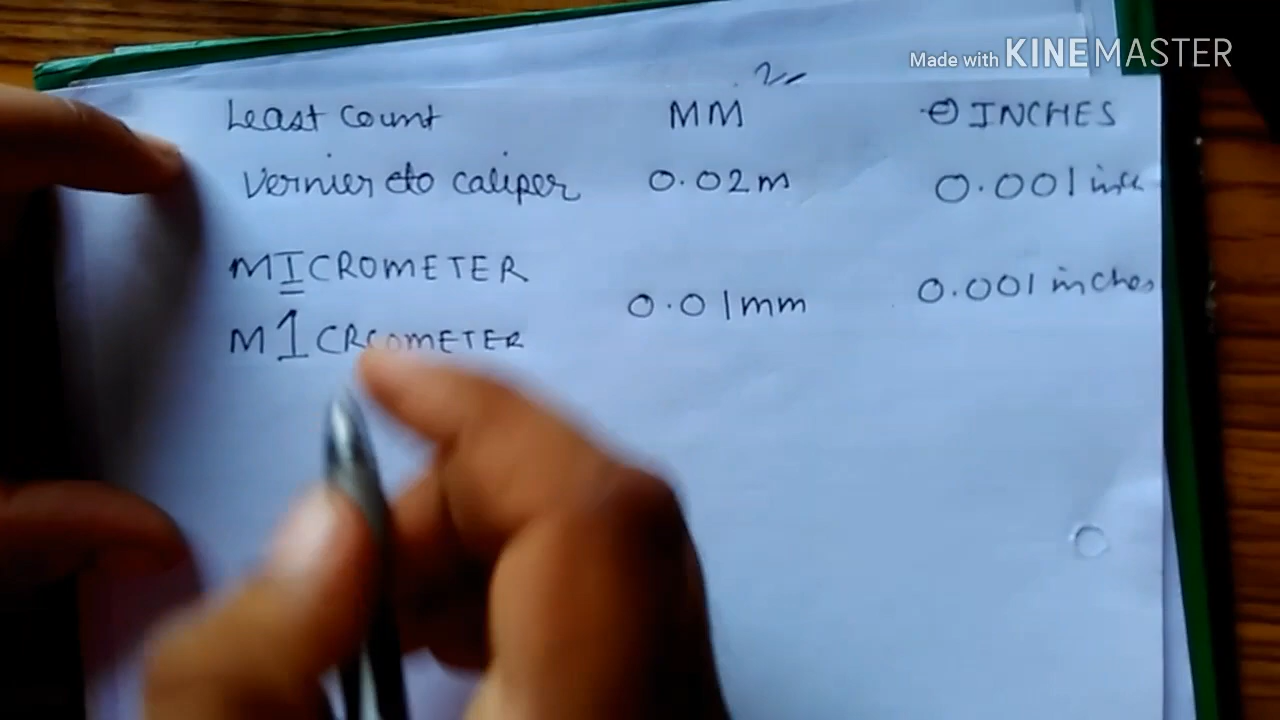 Made with KINEMASTER
Least Count MM INCHES
Vernier caliper 0.02m 0.001 inch
MICROMETER
0.01mm 0.001 inches
M1CROMETER